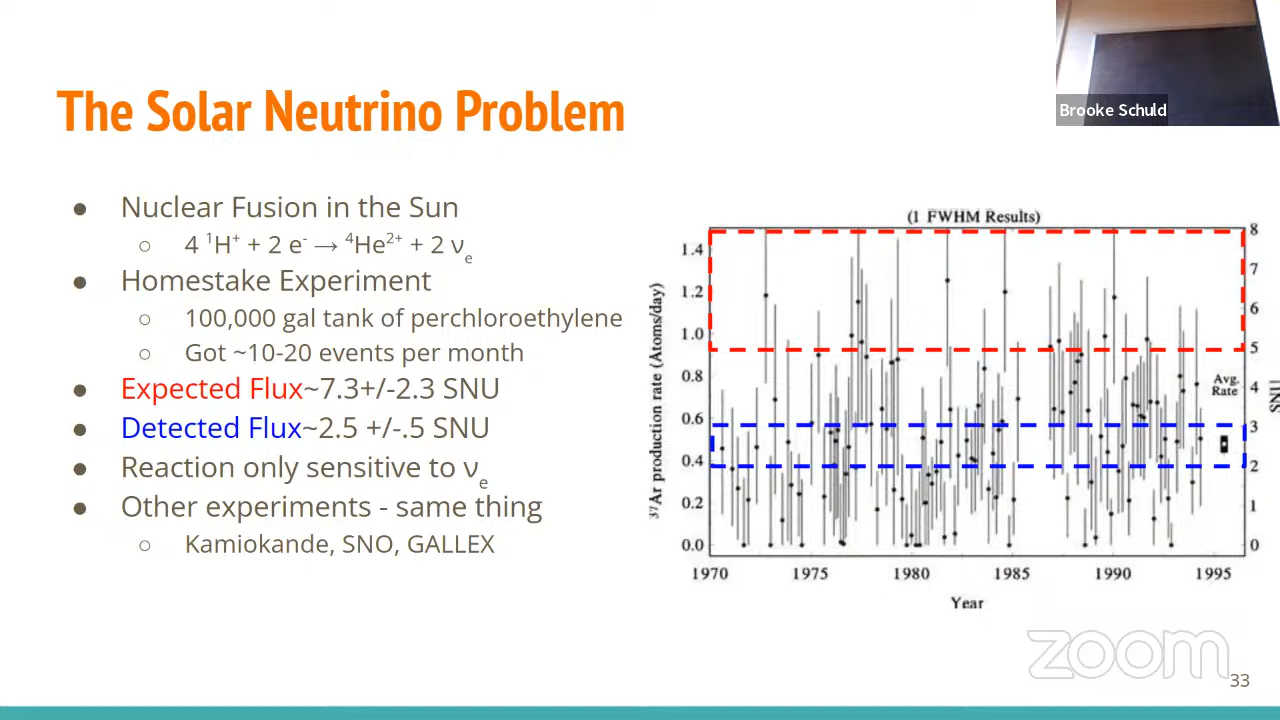 Brooke Schuld
The Solar Neutrino Problem
● Nuclear Fusion in the Sun
○ 4 ¹H⁺ + 2 e⁻ → ⁴He²⁺ + 2 νₑ
● Homestake Experiment
○ 100,000 gal tank of perchloroethylene
○ Got ~10-20 events per month
● Expected Flux~7.3+/-2.3 SNU
● Detected Flux~2.5 +/-.5 SNU
● Reaction only sensitive to νₑ
● Other experiments - same thing
○ Kamiokande, SNO, GALLEX
(1 FWHM Results)
³⁷Ar production rate (Atoms/day)
1.4
1.2
1.0
0.8
0.6
0.4
0.2
0.0
8
7
6
5
4
3
2
1
0
SNU
Avg.
Rate
1970 1975 1980 1985 1990 1995
Year
zoom
33